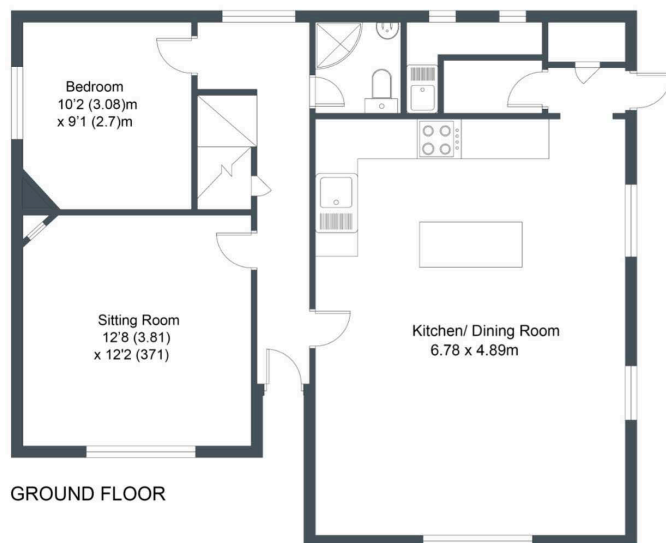 Bedroom
10'2 (3.08)m
x 9'1 (2.7)m
Sitting Room
12'8 (3.81)
x 12'2 (371)
Kitchen/ Dining Room
6.78 x 4.89m
GROUND FLOOR